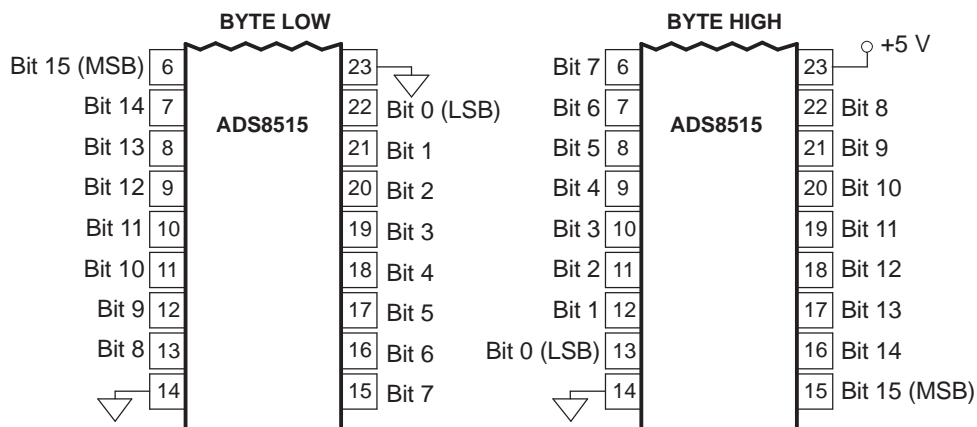 BYTE LOW
BYTE HIGH
Bit 15 (MSB) 6 23
Bit 14 7 22 Bit 0 (LSB)
Bit 13 8 ADS8515 21 Bit 1
Bit 12 9 20 Bit 2
Bit 11 10 19 Bit 3
Bit 10 11 18 Bit 4
Bit 9 12 17 Bit 5
Bit 8 13 16 Bit 6
14 15 Bit 7
Bit 7 6 23 +5 V
Bit 6 7 22 Bit 8
Bit 5 8 ADS8515 21 Bit 9
Bit 4 9 20 Bit 10
Bit 3 10 19 Bit 11
Bit 2 11 18 Bit 12
Bit 1 12 17 Bit 13
Bit 0 (LSB) 13 16 Bit 14
14 15 Bit 15 (MSB)